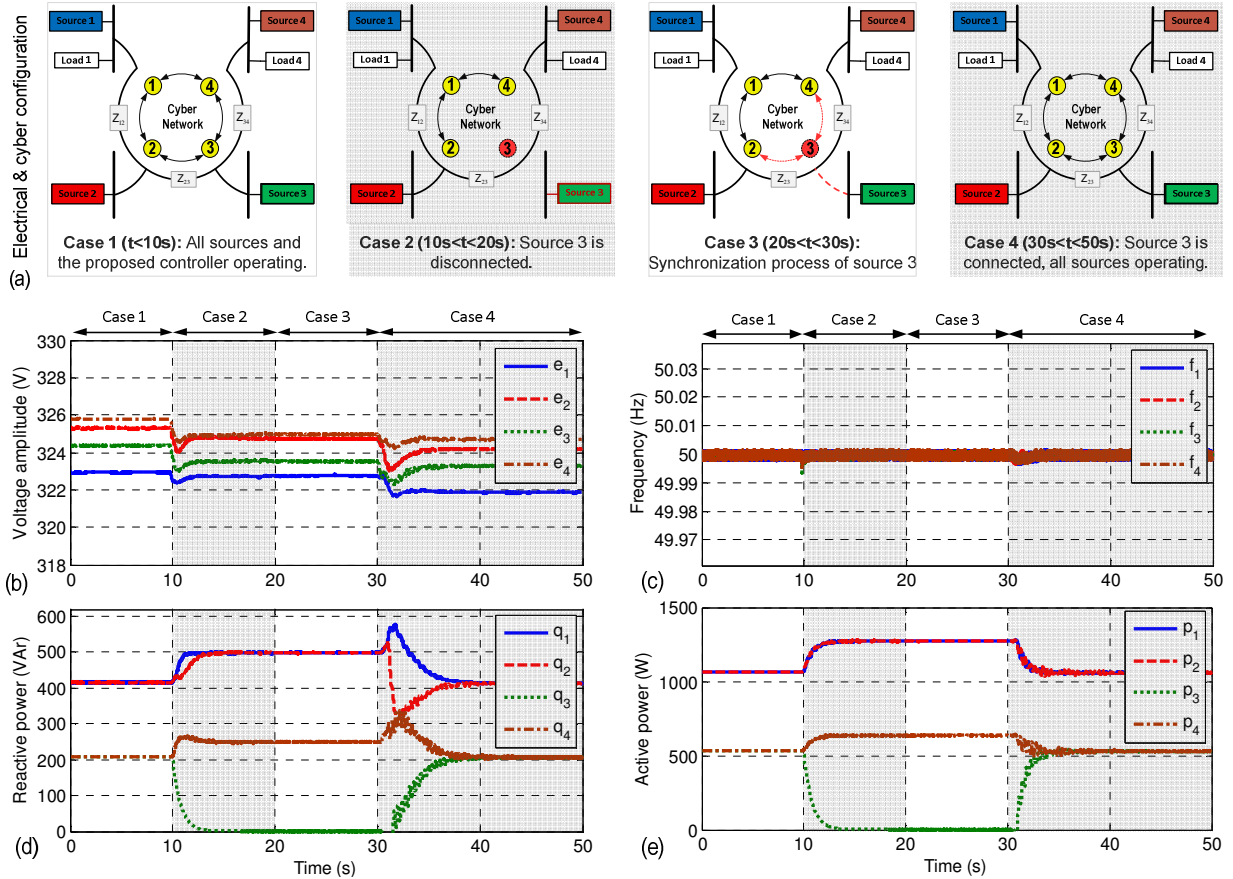 Electrical & cyber configuration
Source 1
Source 4
Load 1
Load 4
1
4
Cyber
Network
Z12
Z34
2
3
Z23
Source 2
Source 3
Case 1 (t<10s): All sources and
the proposed controller operating.
Source 1
Source 4
Load 1
Load 4
1
4
Cyber
Network
Z12
Z34
2
3
Z23
Source 2
Source 3
Case 2 (10s<t<20s): Source 3 is
disconnected.
Source 1
Source 4
Load 1
Load 4
1
4
Cyber
Network
Z12
Z34
2
3
Z23
Source 2
Source 3
Case 3 (20s<t<30s):
Synchronization process of source 3
Source 1
Source 4
Load 1
Load 4
1
4
Cyber
Network
Z12
Z34
2
3
Z23
Source 2
Source 3
Case 4 (30s<t<50s): Source 3 is
connected, all sources operating.
(a)
Case 1 Case 2 Case 3 Case 4
Voltage amplitude (V)
330
328
326
324
322
320
318
0 10 20 30 40 50
e1
e2
e3
e4
(b)
Case 1 Case 2 Case 3 Case 4
Frequency (Hz)
50.03
50.02
50.01
50
49.99
49.98
49.97
0 10 20 30 40 50
f1
f2
f3
f4
(c)
Reactive power (VAr)
600
500
400
300
200
100
0
0 10 20 30 40 50
Time (s)
q1
q2
q3
q4
(d)
Active power (W)
1500
1000
500
0
0 10 20 30 40 50
Time (s)
p1
p2
p3
p4
(e)